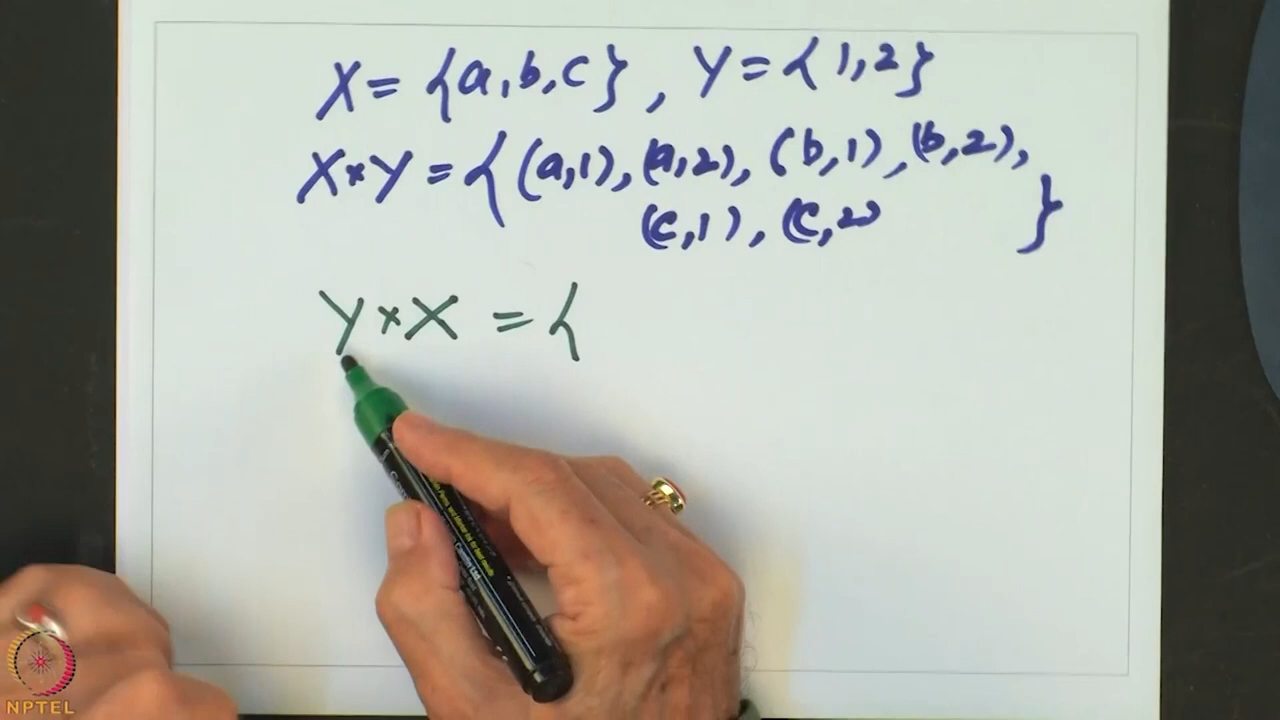 X = {a, b, c}, Y = {1, 2}
X × Y = { (a, 1), (a, 2), (b, 1), (b, 2),
(c, 1), (c, 2) }
Y × X = {
NPTEL